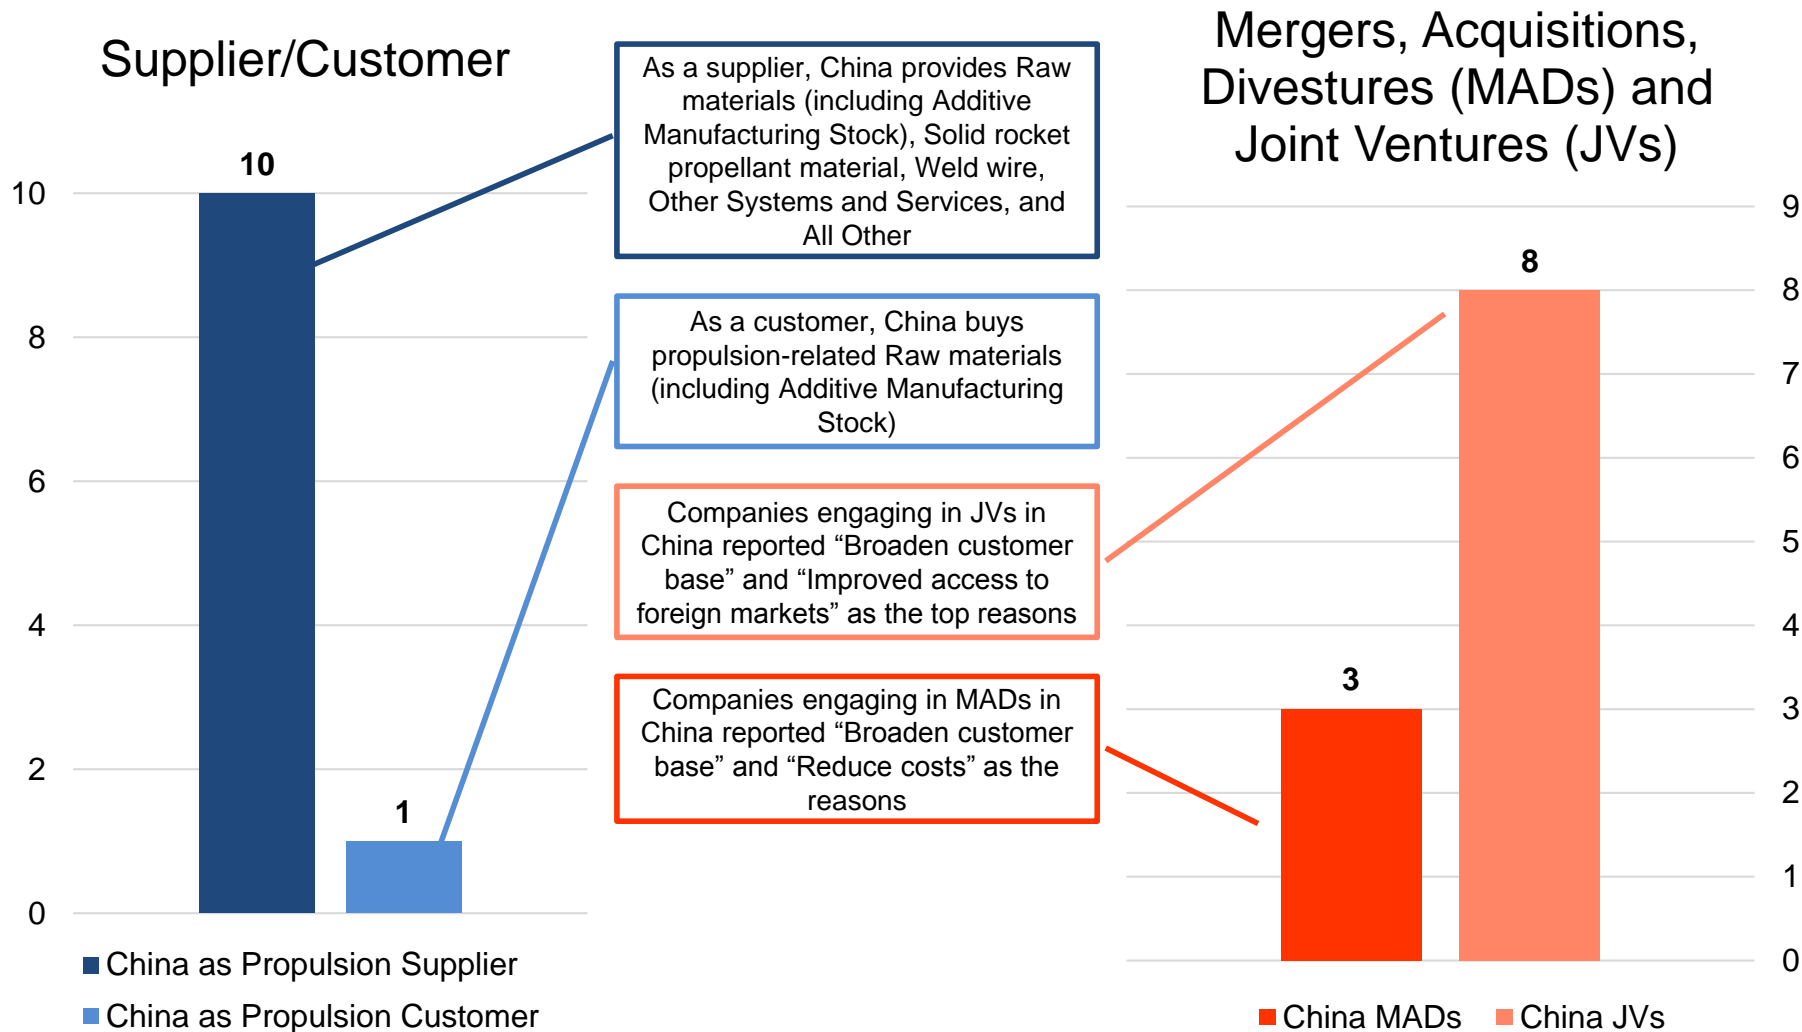 Supplier/Customer
10
10
8
6
4
2
0
1
China as Propulsion Supplier
China as Propulsion Customer
As a supplier, China provides Raw
materials (including Additive
Manufacturing Stock), Solid rocket
propellant material, Weld wire,
Other Systems and Services, and
All Other
As a customer, China buys
propulsion-related Raw materials
(including Additive Manufacturing
Stock)
Companies engaging in JVs in
China reported “Broaden customer
base” and “Improved access to
foreign markets” as the top reasons
Companies engaging in MADs in
China reported “Broaden customer
base” and “Reduce costs” as the
reasons
Mergers, Acquisitions,
Divestures (MADs) and
Joint Ventures (JVs)
9
8
8
7
6
5
4
3
3
2
1
0
China MADs
China JVs